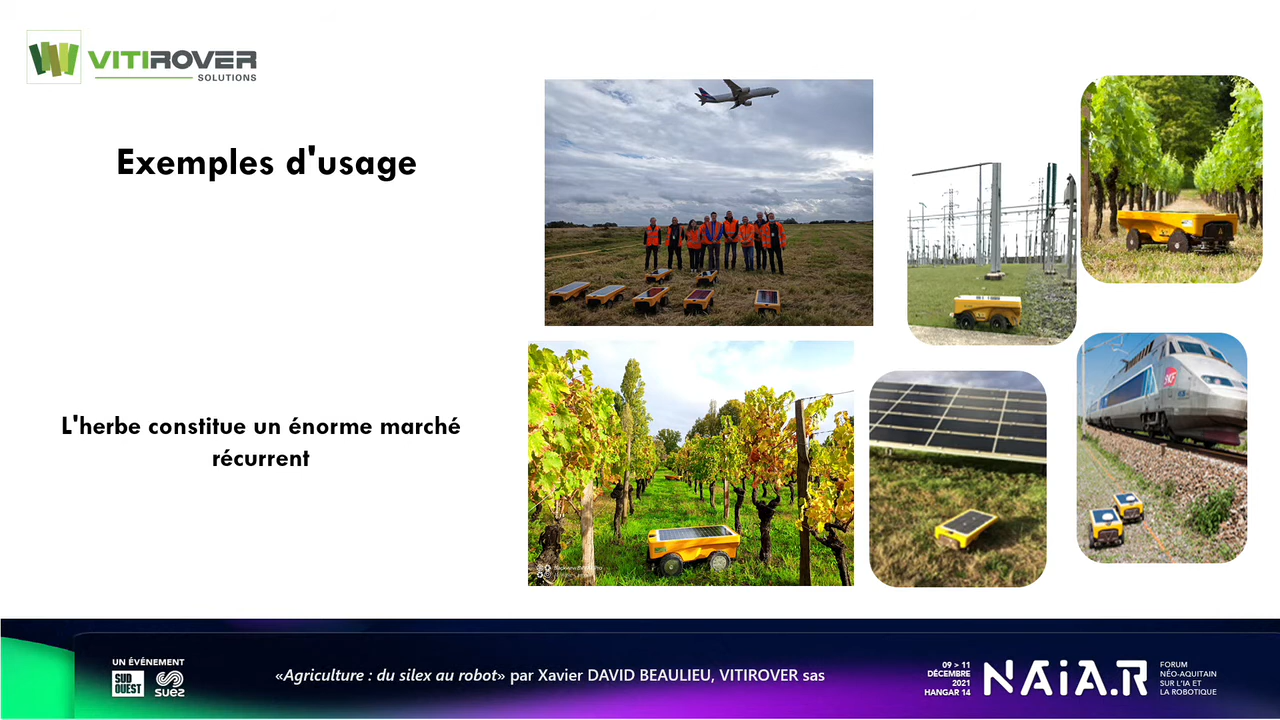 VITIROVER
SOLUTIONS
Exemples d'usage
L'herbe constitue un énorme marché
récurrent
UN ÉVÉNEMENT
SUD
OUEST
SUEZ
«Agriculture : du silex au robot» par Xavier DAVID BEAULIEU, VITIROVER sas
09 > 11
DÉCEMBRE
2021
HANGAR 14
NAIA.R
FORUM
NÉO-AQUITAIN
SUR L'IA ET
LA ROBOTIQUE